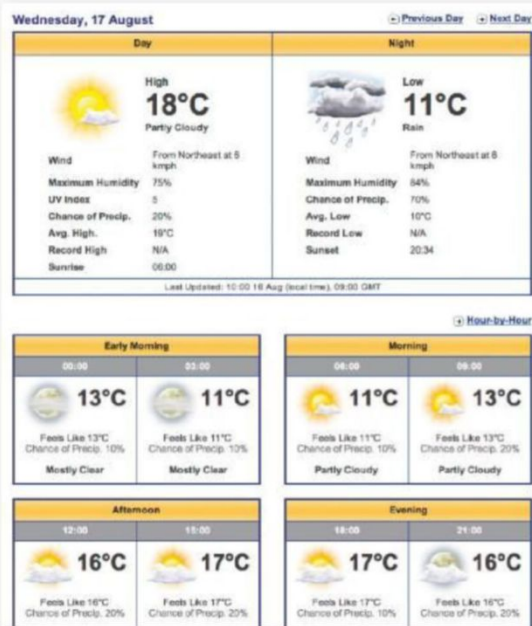 Wednesday, 17 August
Previous Day Next Day
Day Night
High
18°C
Partly Cloudy
Wind From Northeast at 6 kmph
Maximum Humidity 75%
UV Index 5
Chance of Precip. 20%
Avg. High. 19°C
Record High N/A
Sunrise 06:00
Low
11°C
Rain
Wind From Northeast at 6 kmph
Maximum Humidity 84%
Chance of Precip. 70%
Avg. Low 10°C
Record Low N/A
Sunset 20:34
Last Updated: 10:00 16 Aug (local time), 09:00 GMT
Hour-by-Hour
Early Morning
00:00 03:00
13°C 11°C
Feels Like 13°C Feels Like 11°C
Chance of Precip. 10% Chance of Precip. 10%
Mostly Clear Mostly Clear
Morning
06:00 09:00
11°C 13°C
Feels Like 11°C Feels Like 13°C
Chance of Precip. 10% Chance of Precip. 20%
Partly Cloudy Partly Cloudy
Afternoon
12:00 15:00
16°C 17°C
Feels Like 16°C Feels Like 17°C
Chance of Precip. 20% Chance of Precip. 20%
Evening
18:00 21:00
17°C 16°C
Feels Like 17°C Feels Like 16°C
Chance of Precip. 10% Chance of Precip. 20%